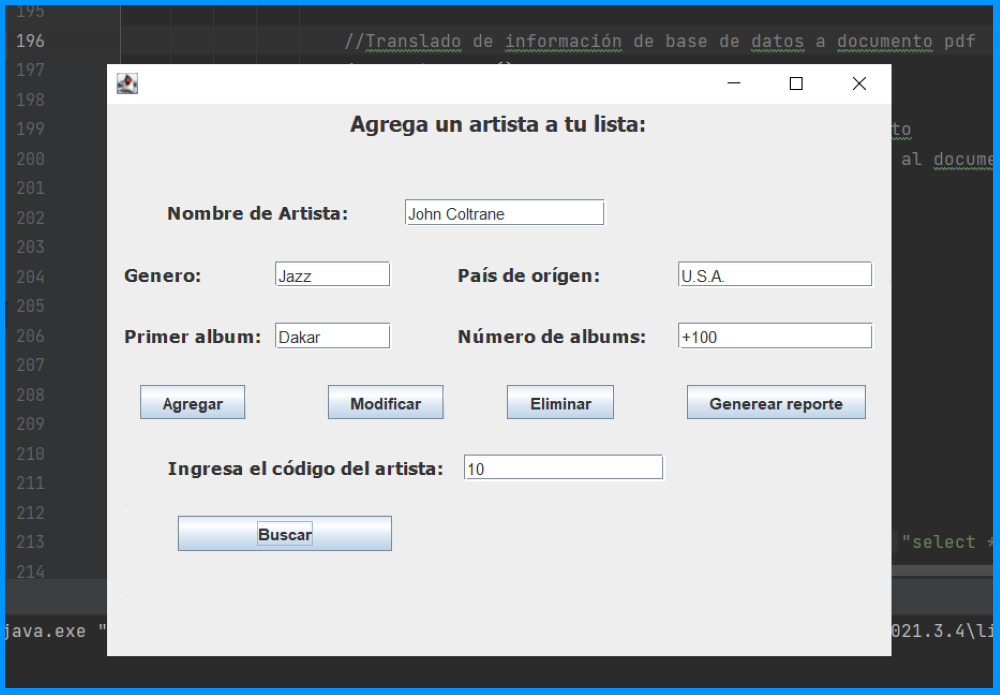 195
196 //Translado de información de base de datos a documento pdf
197
198
199 to
200 al docume
201
202
203
204
205
206
207
208
209
210
211
212
213 "select *
214
Agrega un artista a tu lista:
Nombre de Artista: John Coltrane
Genero: Jazz País de orígen: U.S.A.
Primer album: Dakar Número de albums: +100
Agregar Modificar Eliminar Generear reporte
Ingresa el código del artista: 10
Buscar
java.exe " 021.3.4\li